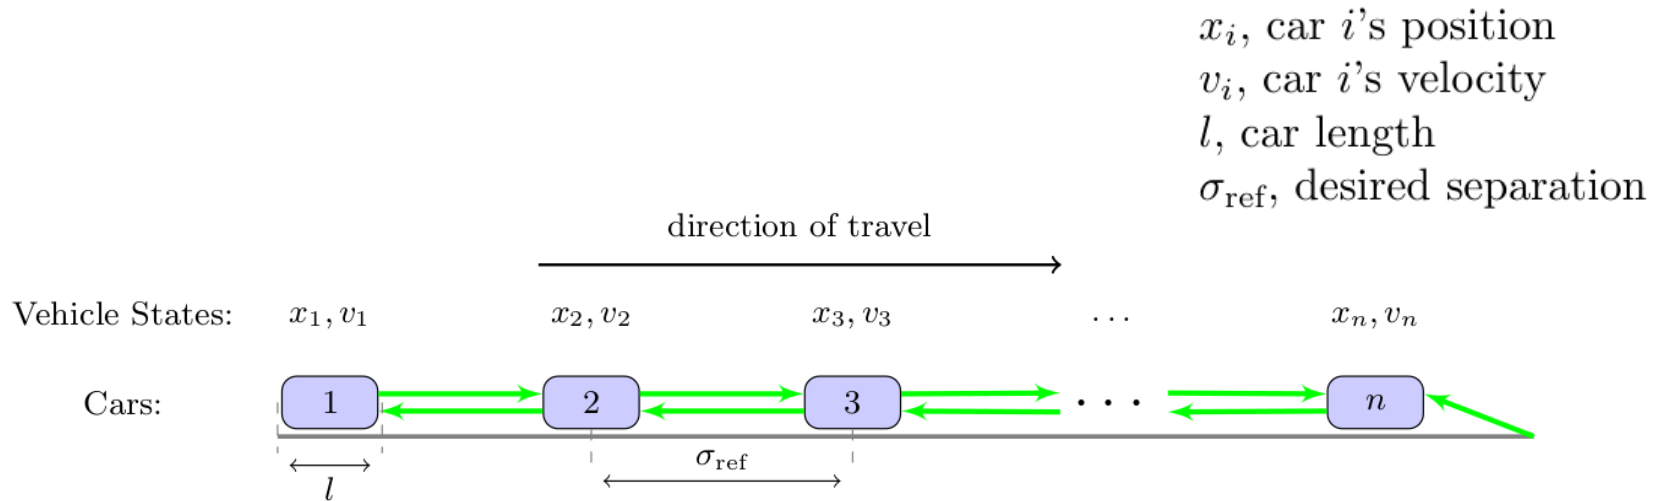 xᵢ, car i's position
vᵢ, car i's velocity
l, car length
σ_ref, desired separation
direction of travel
Vehicle States: x₁, v₁ x₂, v₂ x₃, v₃ ... xₙ, vₙ
Cars: 1 2 3 ... n
σ_ref
l